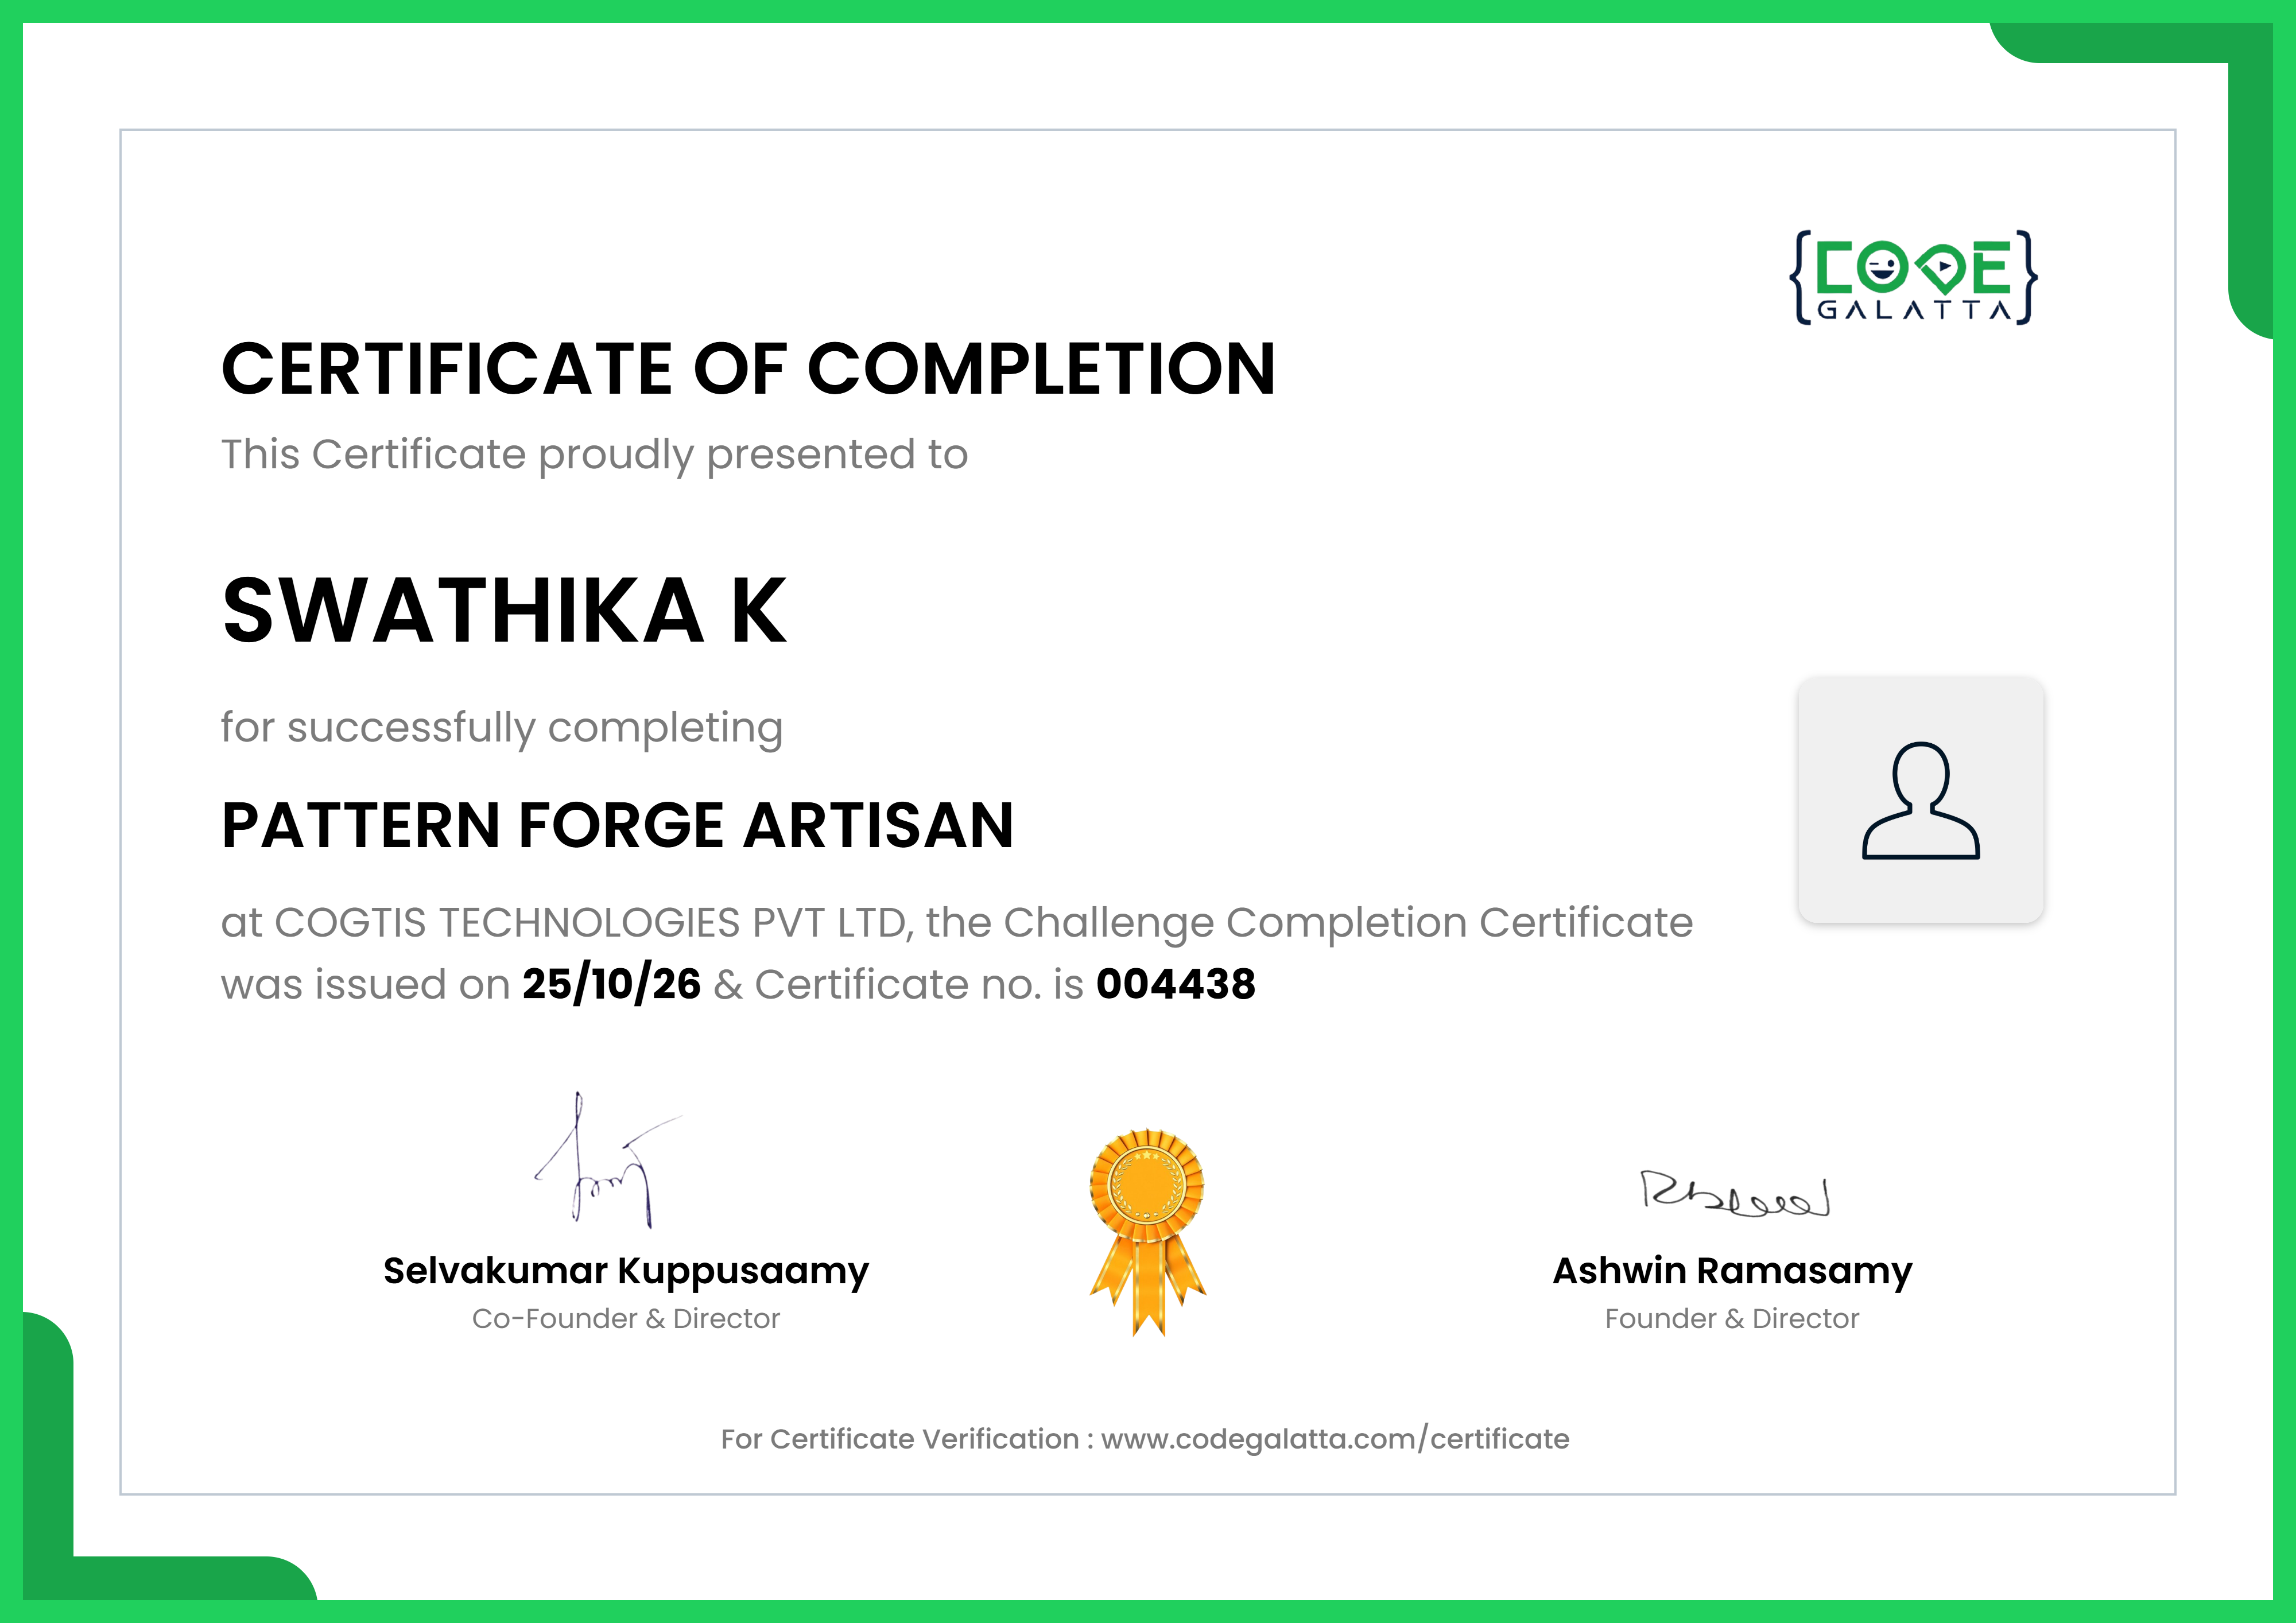 {CODE
GALATTA}
CERTIFICATE OF COMPLETION
This Certificate proudly presented to
SWATHIKA K
for successfully completing
PATTERN FORGE ARTISAN
at COGTIS TECHNOLOGIES PVT LTD, the Challenge Completion Certificate
was issued on 25/10/26 & Certificate no. is 004438
Selvakumar Kuppusaamy
Co-Founder & Director
Ashwin Ramasamy
Founder & Director
For Certificate Verification : www.codegalatta.com/certificate